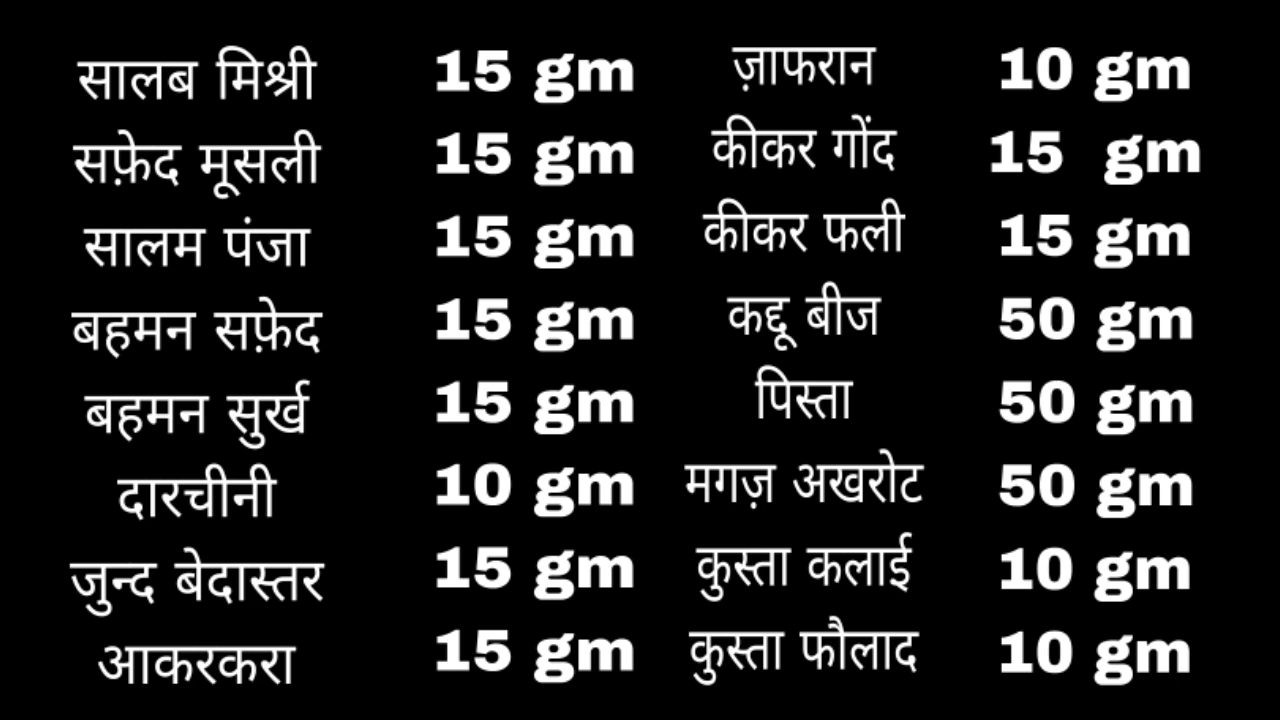 सालब मिश्री 15 gm
सफ़ेद मूसली 15 gm
सालम पंजा 15 gm
बहमन सफ़ेद 15 gm
बहमन सुर्ख 15 gm
दारचीनी 10 gm
जुन्द बेदास्तर 15 gm
आकरकरा 15 gm
ज़ाफरान 10 gm
कीकर गोंद 15 gm
कीकर फली 15 gm
कद्दू बीज 50 gm
पिस्ता 50 gm
मगज़ अखरोट 50 gm
कुस्ता कलाई 10 gm
कुस्ता फौलाद 10 gm